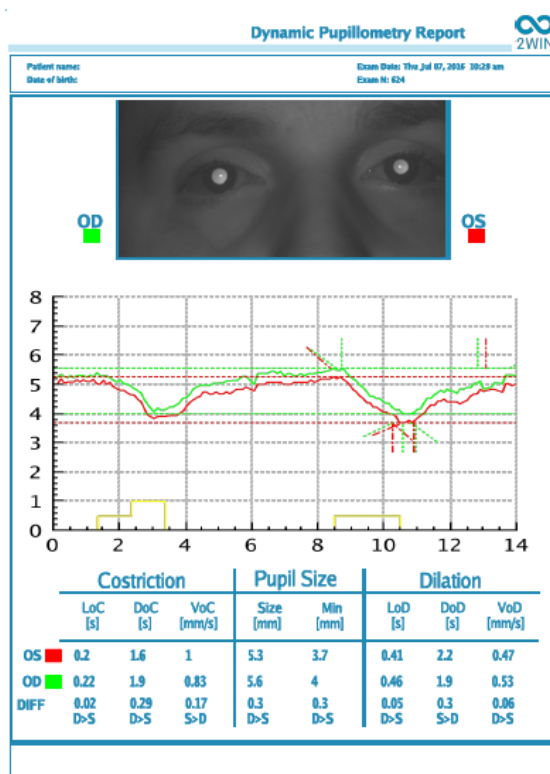 Dynamic Pupillometry Report
2WIN
Patient name:
Exam Date: Thu Jul 07, 2016 10:29 am
Date of birth:
Exam N: 624
OD
OS
8
7
6
5
4
3
2
1
0
0 2 4 6 8 10 12 14
Costriction Pupil Size Dilation
LoC DoC VoC Size Min LoD DoD VoD
[s] [s] [mm/s] [mm] [mm] [s] [s] [mm/s]
OS 0.2 1.6 1 5.3 3.7 0.41 2.2 0.47
OD 0.22 1.9 0.83 5.6 4 0.46 1.9 0.53
DIFF 0.02 0.29 0.17 0.3 0.3 0.05 0.3 0.06
D>S D>S S>D D>S D>S D>S S>D D>S